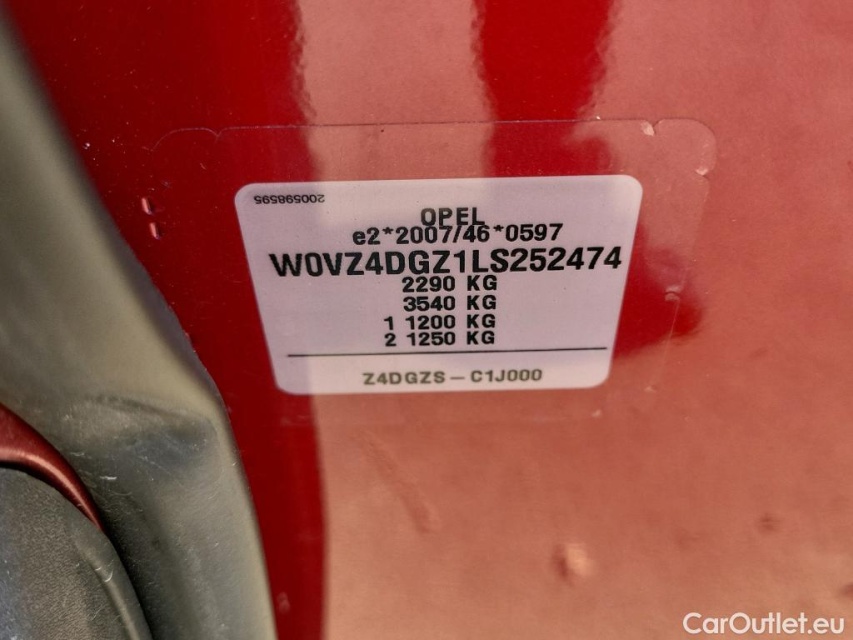 200598595
OPEL
e2*2007/46*0597
W0VZ4DGZ1LS252474
2290 KG
3540 KG
1 1200 KG
2 1250 KG
Z4DGZS - C1J000
CarOutlet.eu